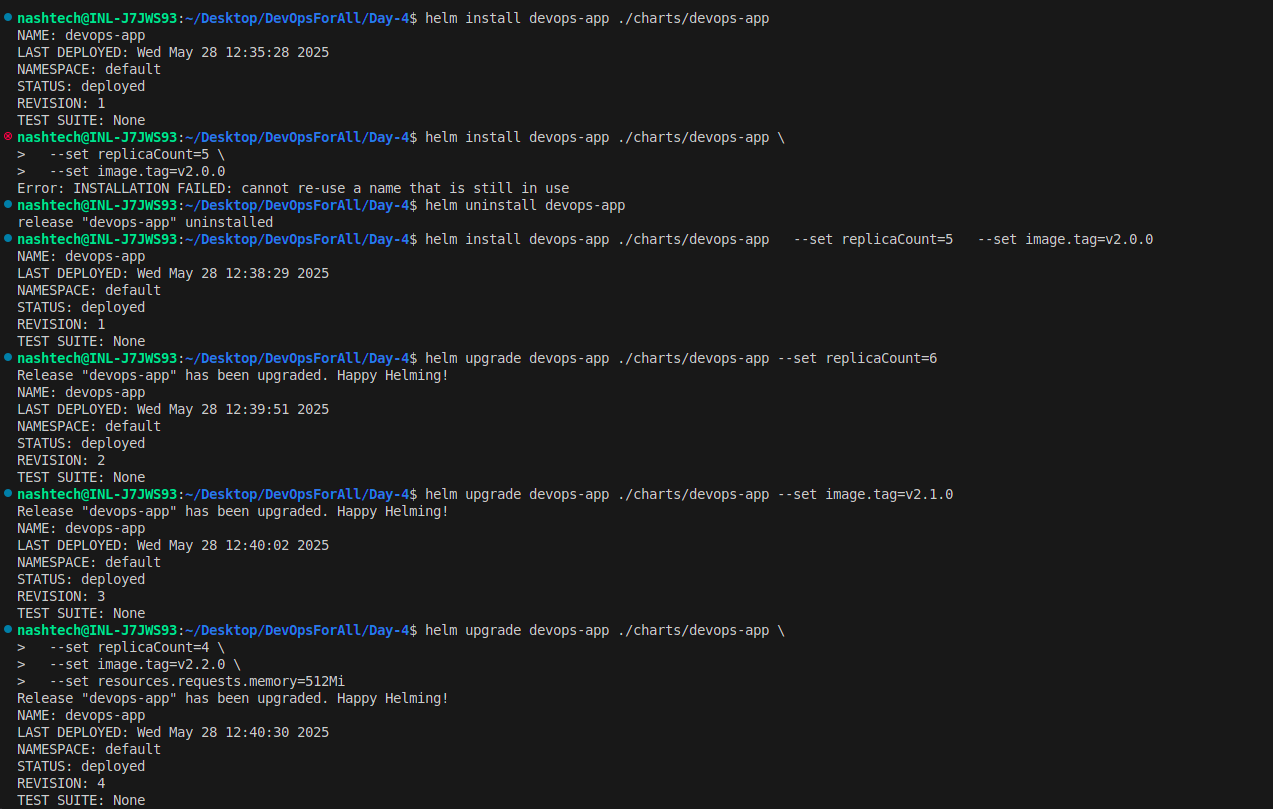 nashtech@INL-J7JWS93:~/Desktop/DevOpsForAll/Day-4$ helm install devops-app ./charts/devops-app
NAME: devops-app
LAST DEPLOYED: Wed May 28 12:35:28 2025
NAMESPACE: default
STATUS: deployed
REVISION: 1
TEST SUITE: None
nashtech@INL-J7JWS93:~/Desktop/DevOpsForAll/Day-4$ helm install devops-app ./charts/devops-app \
>   --set replicaCount=5 \
>   --set image.tag=v2.0.0
Error: INSTALLATION FAILED: cannot re-use a name that is still in use
nashtech@INL-J7JWS93:~/Desktop/DevOpsForAll/Day-4$ helm uninstall devops-app
release "devops-app" uninstalled
nashtech@INL-J7JWS93:~/Desktop/DevOpsForAll/Day-4$ helm install devops-app ./charts/devops-app   --set replicaCount=5   --set image.tag=v2.0.0
NAME: devops-app
LAST DEPLOYED: Wed May 28 12:38:29 2025
NAMESPACE: default
STATUS: deployed
REVISION: 1
TEST SUITE: None
nashtech@INL-J7JWS93:~/Desktop/DevOpsForAll/Day-4$ helm upgrade devops-app ./charts/devops-app --set replicaCount=6
Release "devops-app" has been upgraded. Happy Helming!
NAME: devops-app
LAST DEPLOYED: Wed May 28 12:39:51 2025
NAMESPACE: default
STATUS: deployed
REVISION: 2
TEST SUITE: None
nashtech@INL-J7JWS93:~/Desktop/DevOpsForAll/Day-4$ helm upgrade devops-app ./charts/devops-app --set image.tag=v2.1.0
Release "devops-app" has been upgraded. Happy Helming!
NAME: devops-app
LAST DEPLOYED: Wed May 28 12:40:02 2025
NAMESPACE: default
STATUS: deployed
REVISION: 3
TEST SUITE: None
nashtech@INL-J7JWS93:~/Desktop/DevOpsForAll/Day-4$ helm upgrade devops-app ./charts/devops-app \
>   --set replicaCount=4 \
>   --set image.tag=v2.2.0 \
>   --set resources.requests.memory=512Mi
Release "devops-app" has been upgraded. Happy Helming!
NAME: devops-app
LAST DEPLOYED: Wed May 28 12:40:30 2025
NAMESPACE: default
STATUS: deployed
REVISION: 4
TEST SUITE: None